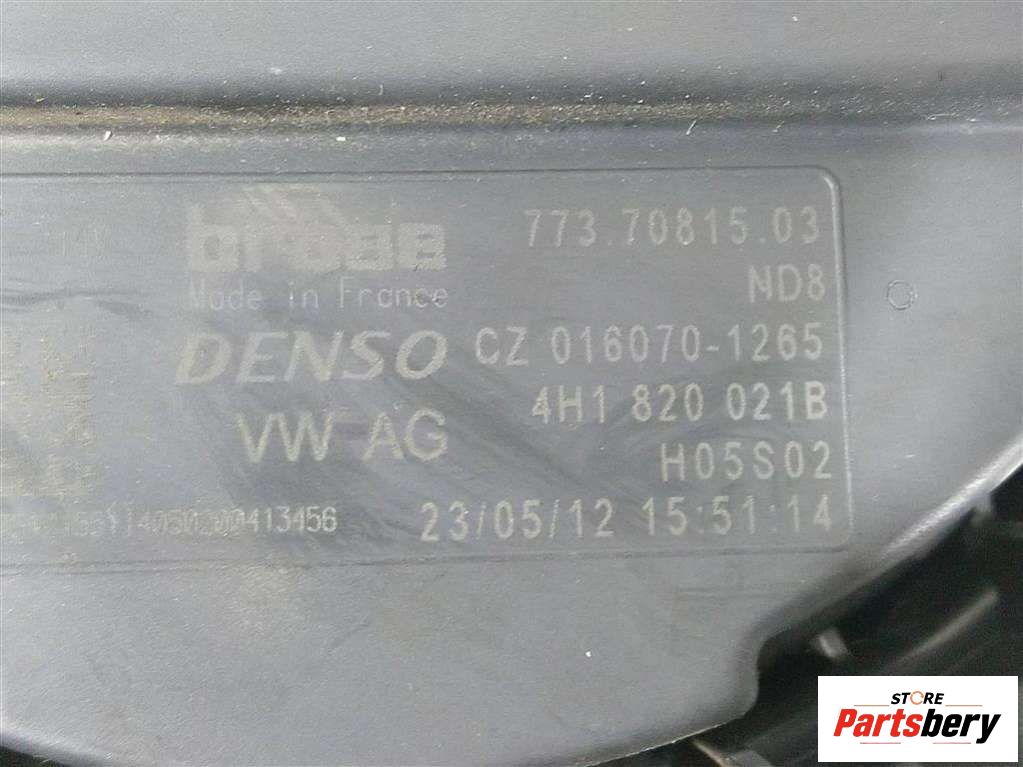 brose 773.70815.03
Made in France ND8
DENSO CZ 016070-1265
VW AG 4H1 820 021B
H05S02
23/05/12 15:51:14
STORE
Partsbery